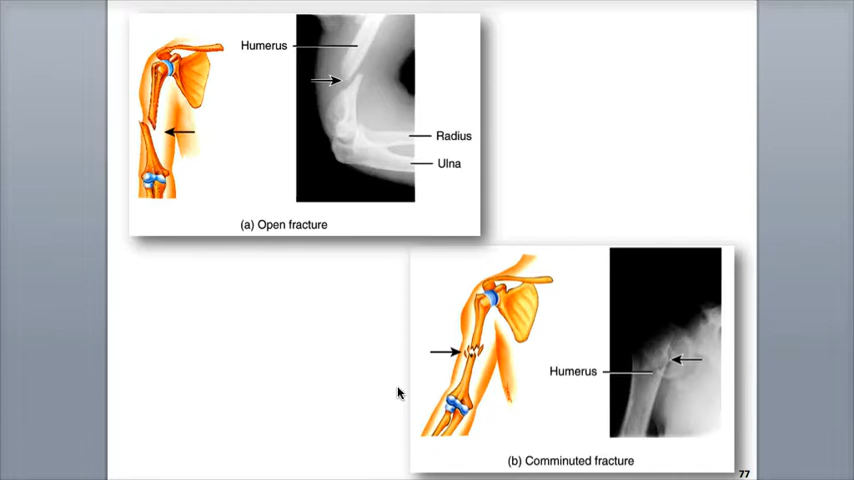 Humerus
Radius
Ulna
(a) Open fracture
Humerus
(b) Comminuted fracture
77